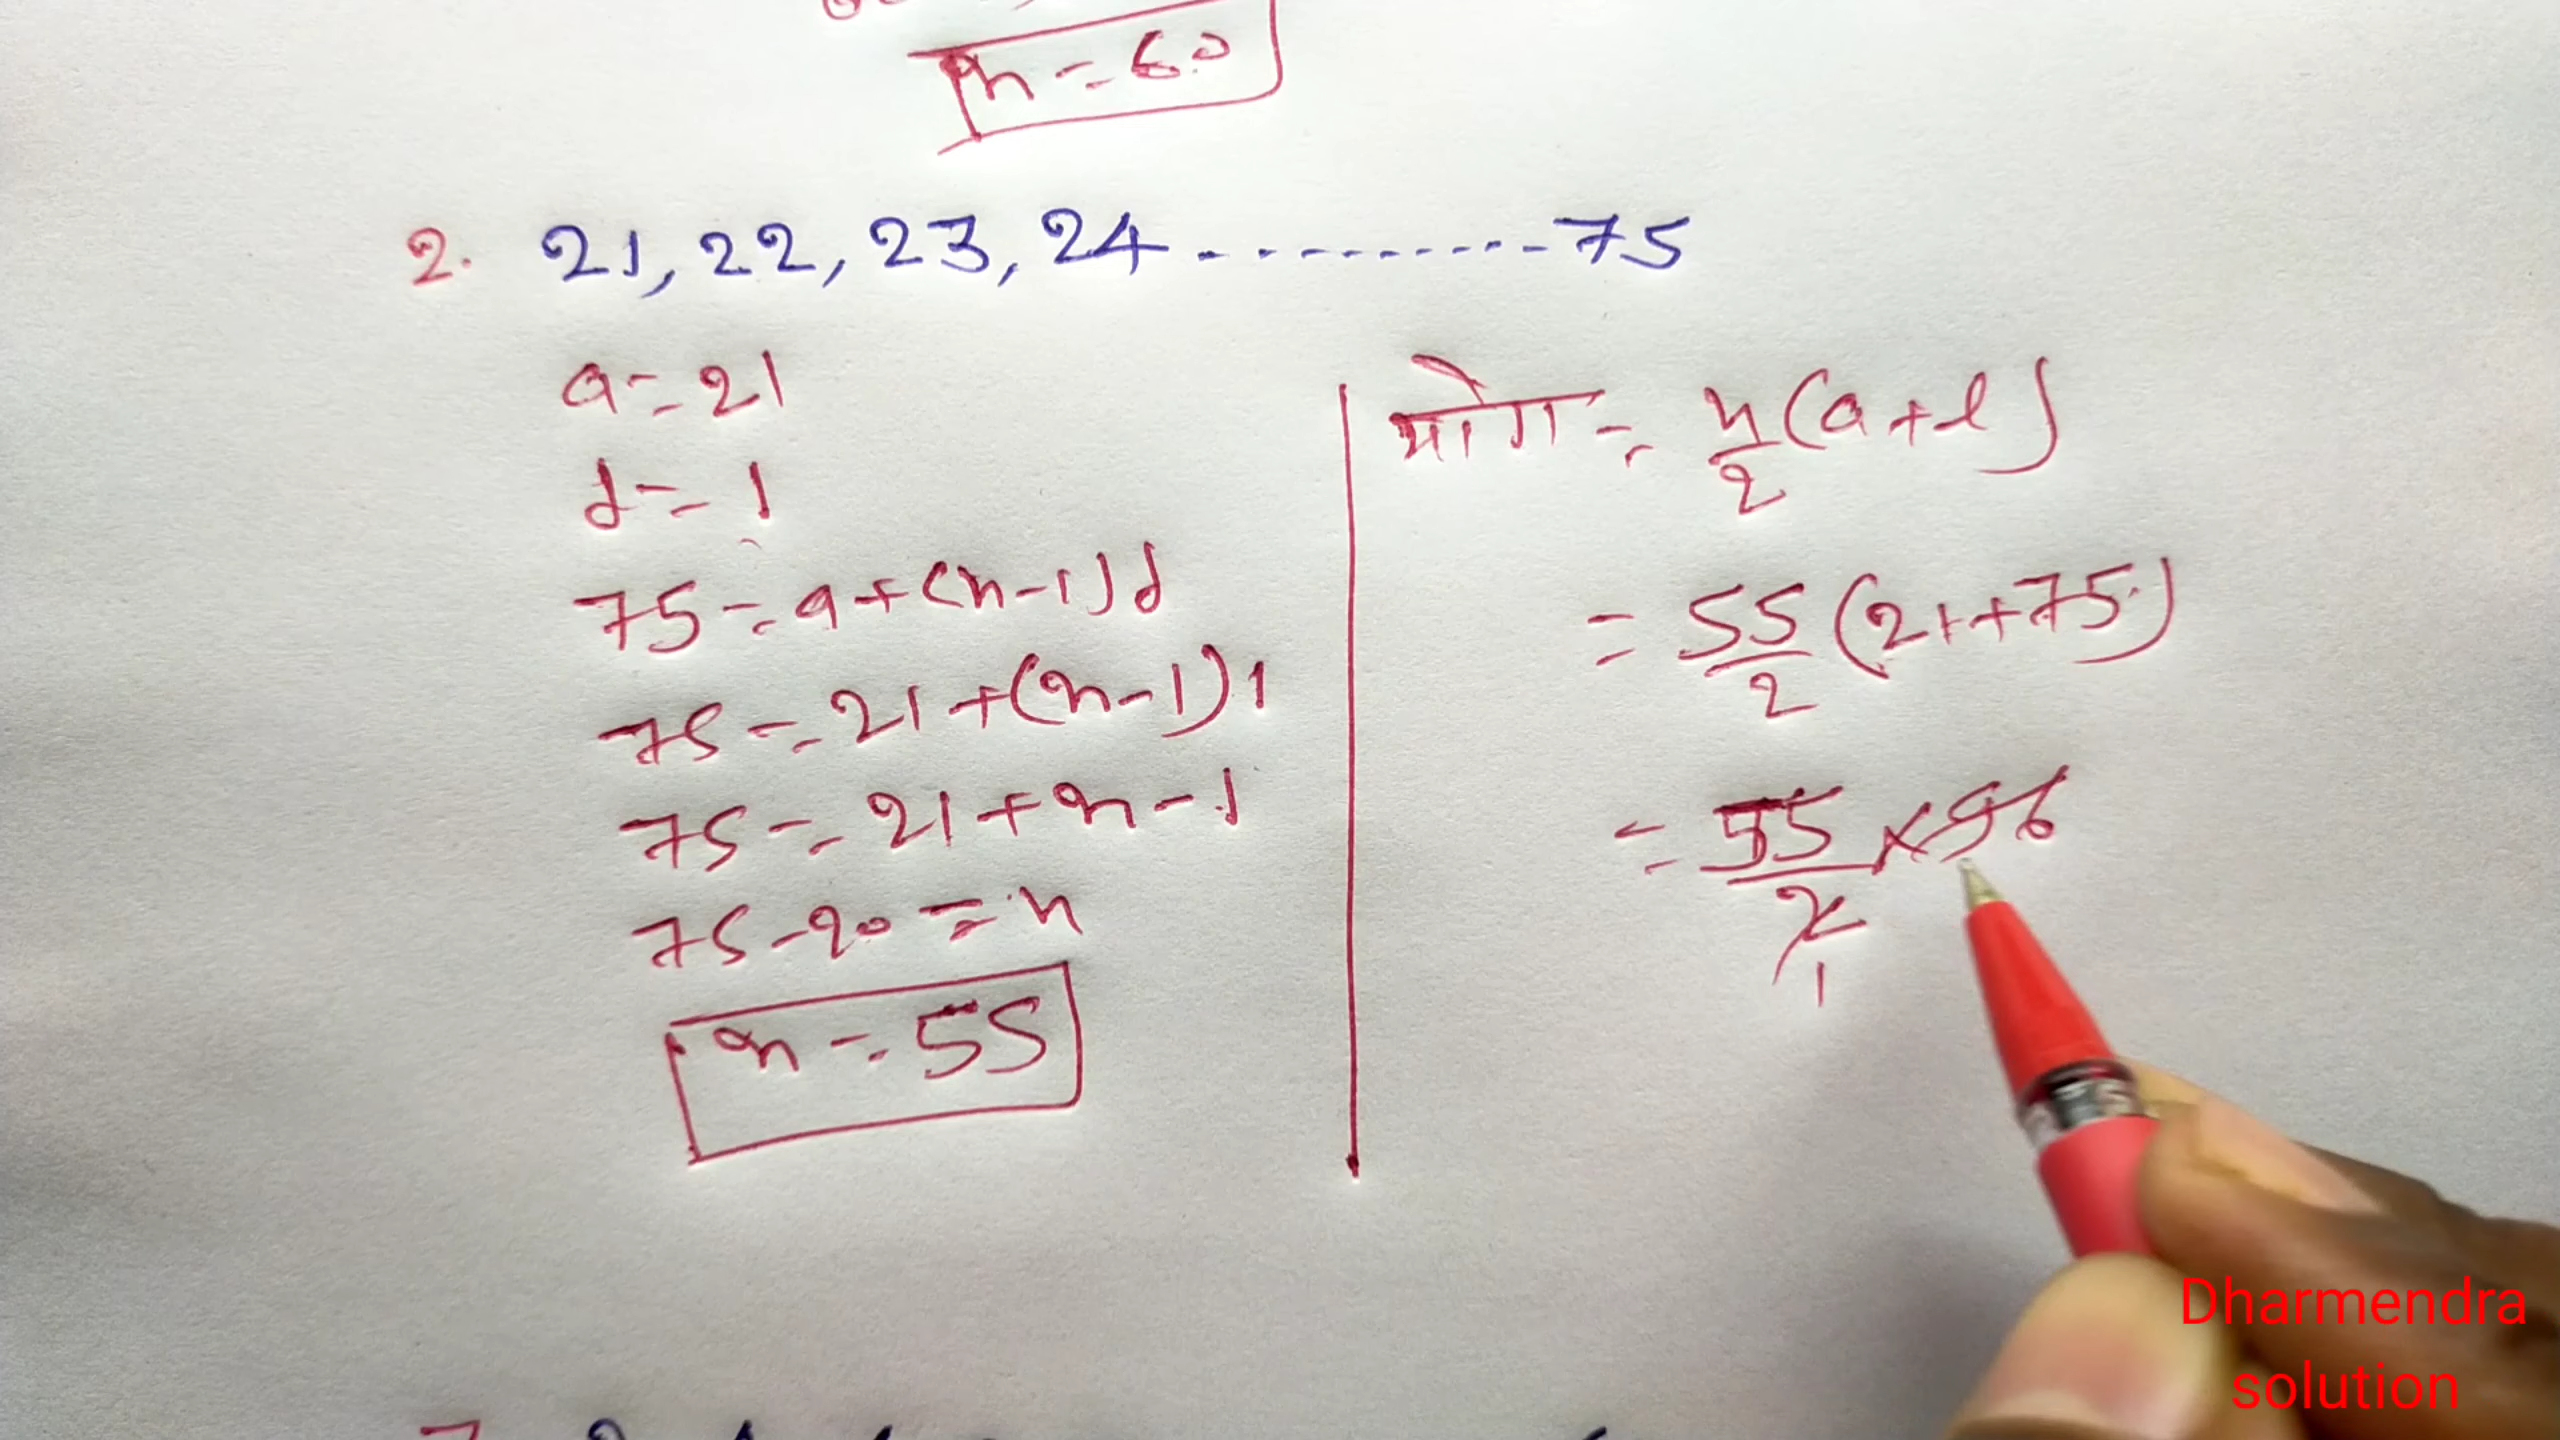 n = 60
2. 21, 22, 23, 24 ---------- 75
a = 21
d = 1
75 = a + (n-1)d
75 = 21 + (n-1)1
75 = 21 + n - 1
75 - 20 = n
n = 55
योग = n/2 (a + l)
= 55/2 (21 + 75)
= 55/2 × 96
1
Dharmendra
solution